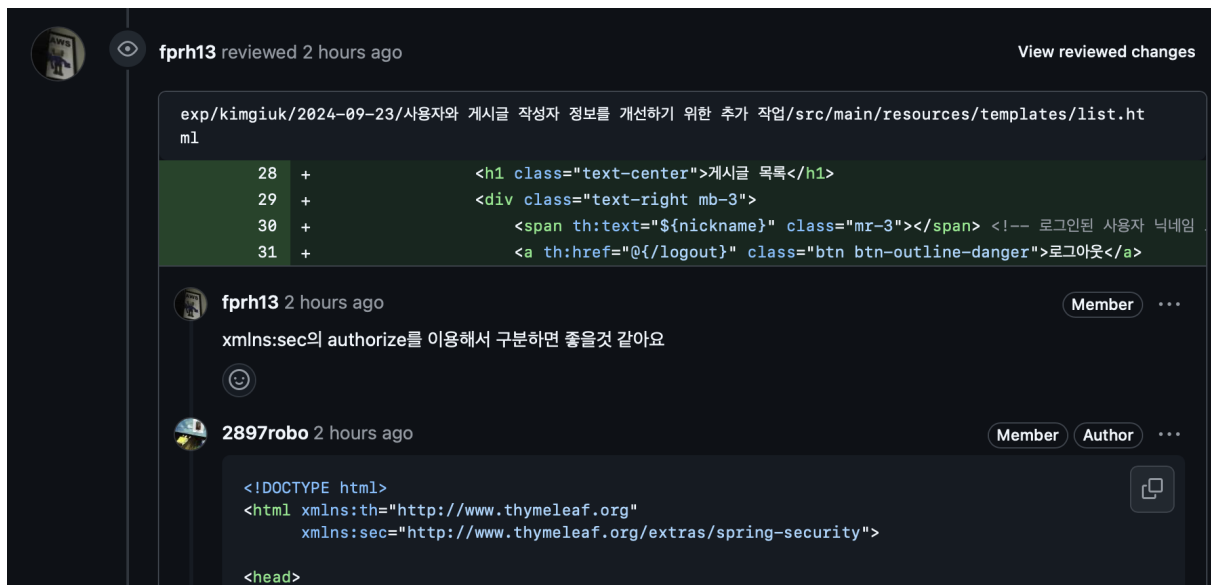 AWS
fprh13 reviewed 2 hours ago
View reviewed changes
exp/kimgiuk/2024-09-23/사용자와 게시글 작성자 정보를 개선하기 위한 추가 작업/src/main/resources/templates/list.ht
ml
28 + <h1 class="text-center">게시글 목록</h1>
29 + <div class="text-right mb-3">
30 + <span th:text="${nickname}" class="mr-3"></span> <!-- 로그인된 사용자 닉네임
31 + <a th:href="@{/logout}" class="btn btn-outline-danger">로그아웃</a>
fprh13 2 hours ago
Member ···
xmlns:sec의 authorize를 이용해서 구분하면 좋을것 같아요
2897robo 2 hours ago
Member Author ···
<!DOCTYPE html>
<html xmlns:th="http://www.thymeleaf.org"
xmlns:sec="http://www.thymeleaf.org/extras/spring-security">
<head>